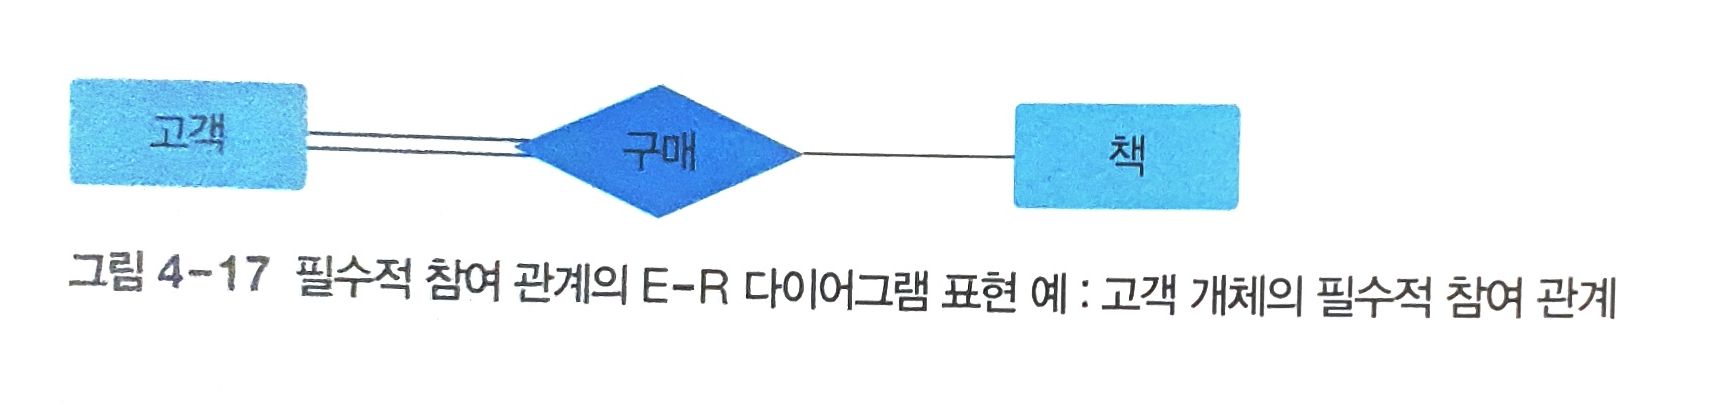 고객 구매 책
그림 4-17 필수적 참여 관계의 E-R 다이어그램 표현 예 : 고객 개체의 필수적 참여 관계